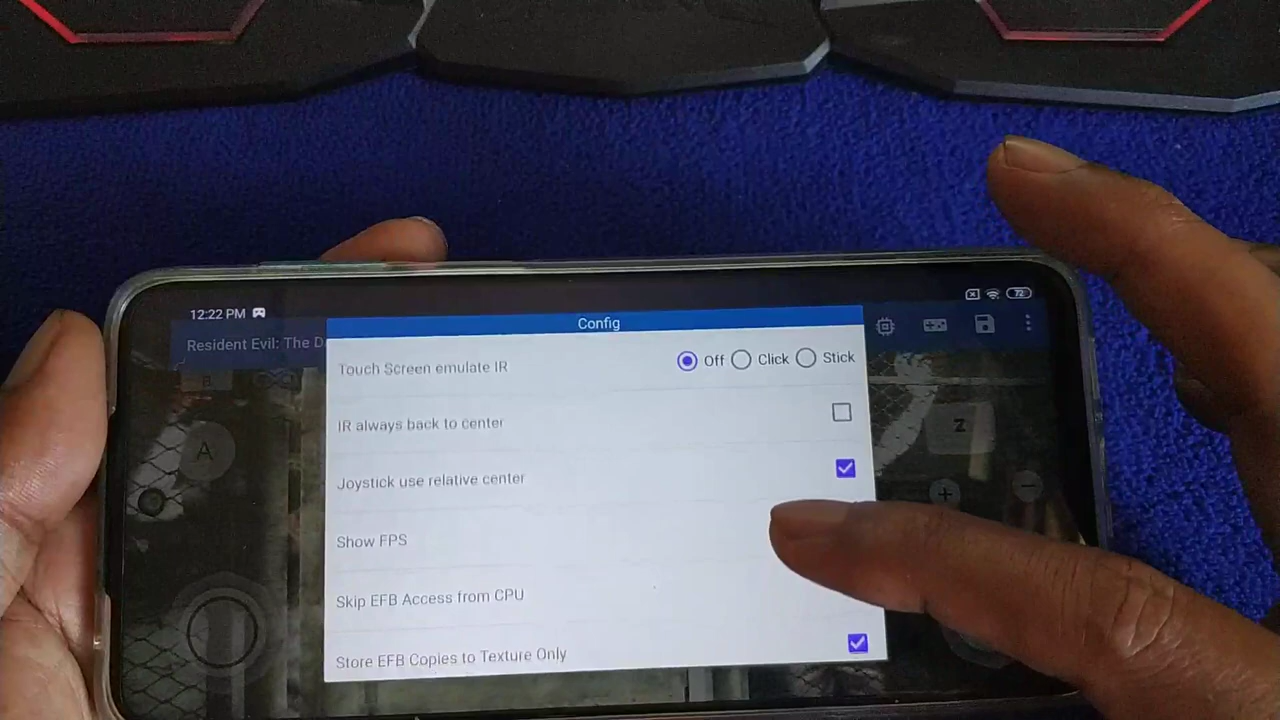 12:22 PM
72
Config
Resident Evil: The D
Touch Screen emulate IR
Off Click Stick
IR always back to center
A
Z
Joystick use relative center
+
−
Show FPS
Skip EFB Access from CPU
Store EFB Copies to Texture Only